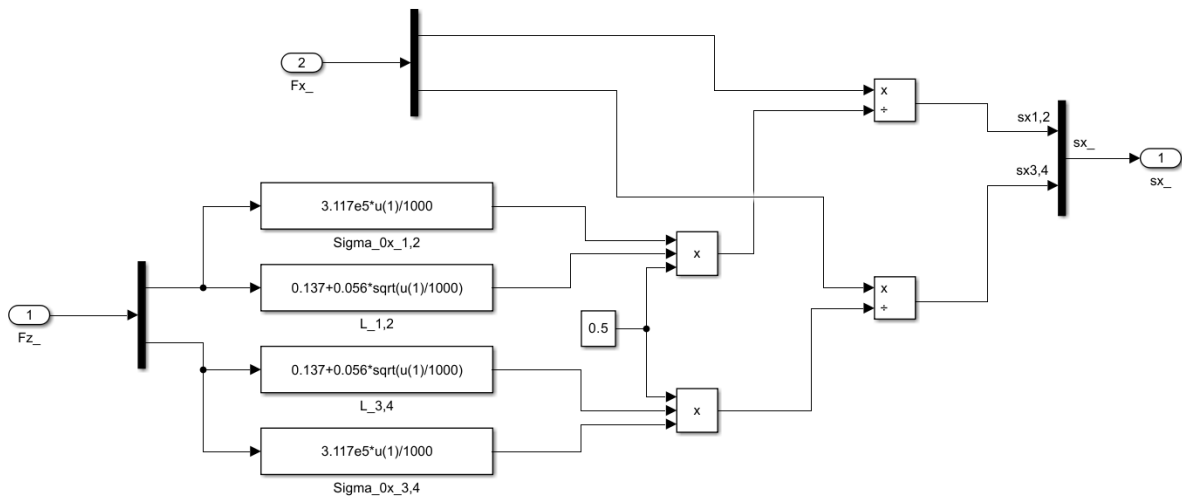 2
Fx_
x
÷
sx1,2
sx_
1
sx_
sx3,4
3.117e5*u(1)/1000
Sigma_0x_1,2
x
0.137+0.056*sqrt(u(1)/1000)
L_1,2
x
÷
1
Fz_
0.5
0.137+0.056*sqrt(u(1)/1000)
L_3,4
x
3.117e5*u(1)/1000
Sigma_0x_3,4